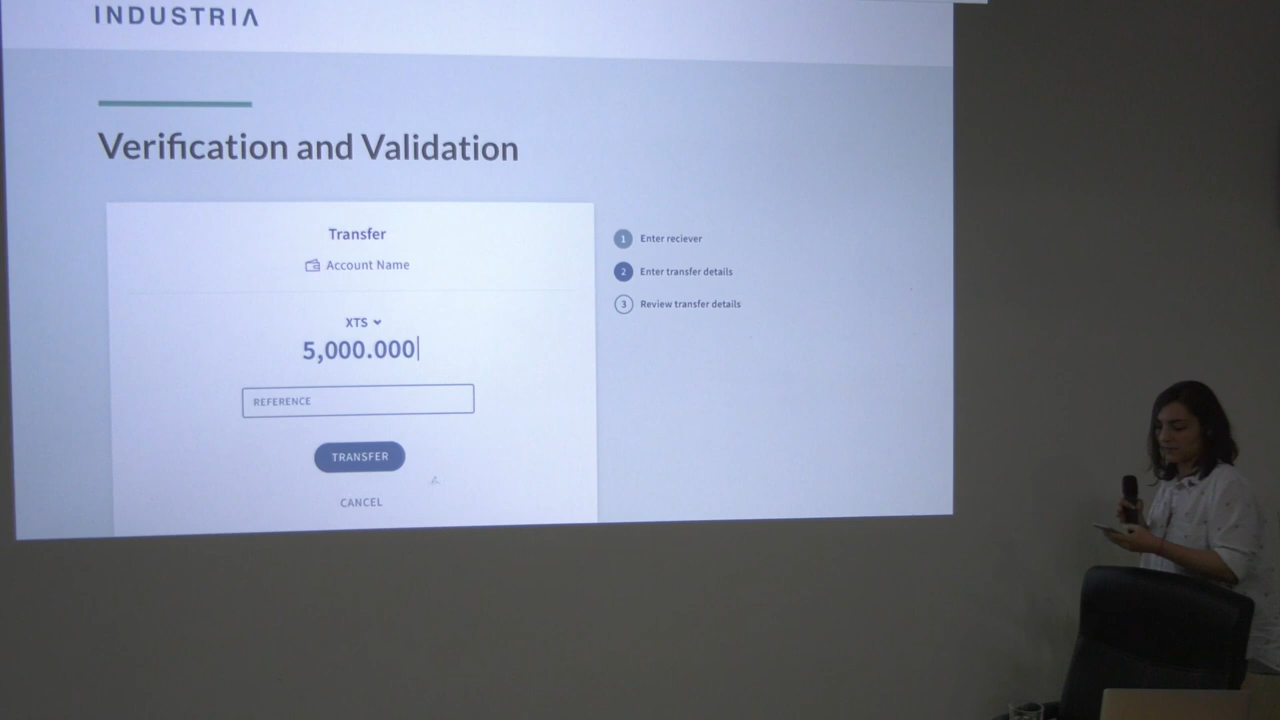 INDUSTRIA
Verification and Validation
Transfer
Account Name
XTS
5,000.000
REFERENCE
TRANSFER
CANCEL
1 Enter reciever
2 Enter transfer details
3 Review transfer details